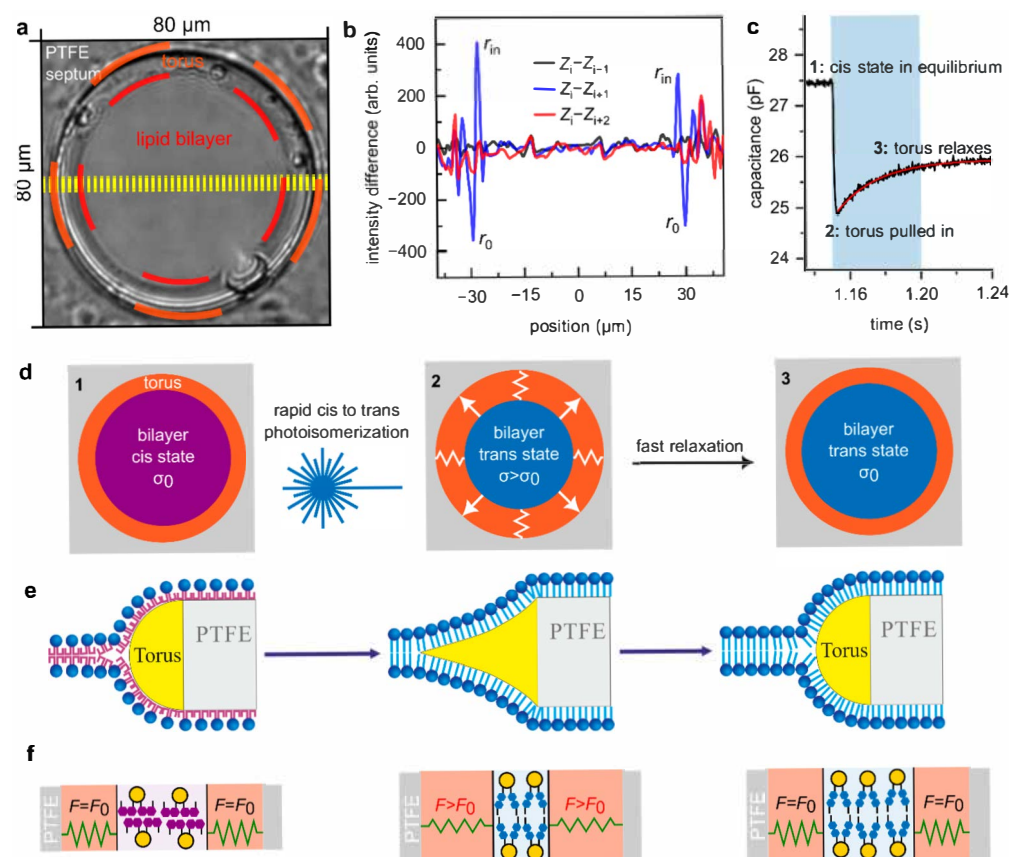 a
80 µm
PTFE
septum
torus
lipid bilayer
80 µm
b
400
200
0
−200
−400
intensity difference (arb. units)
r_in
r_in
r_0
r_0
Z_i−Z_i-1
Z_i−Z_i+1
Z_i−Z_i+2
−30
−15
0
15
30
position (µm)
c
28
27
26
25
24
capacitance (pF)
1: cis state in equilibrium
3: torus relaxes
2: torus pulled in
1.16
1.20
1.24
time (s)
d
1
torus
bilayer
cis state
σ0
rapid cis to trans
photoisomerization
2
bilayer
trans state
σ>σ0
fast relaxation
3
bilayer
trans state
σ0
e
Torus
PTFE
PTFE
Torus
PTFE
f
PTFE
F=F0
F=F0
PTFE
F>F0
F>F0
PTFE
F=F0
F=F0